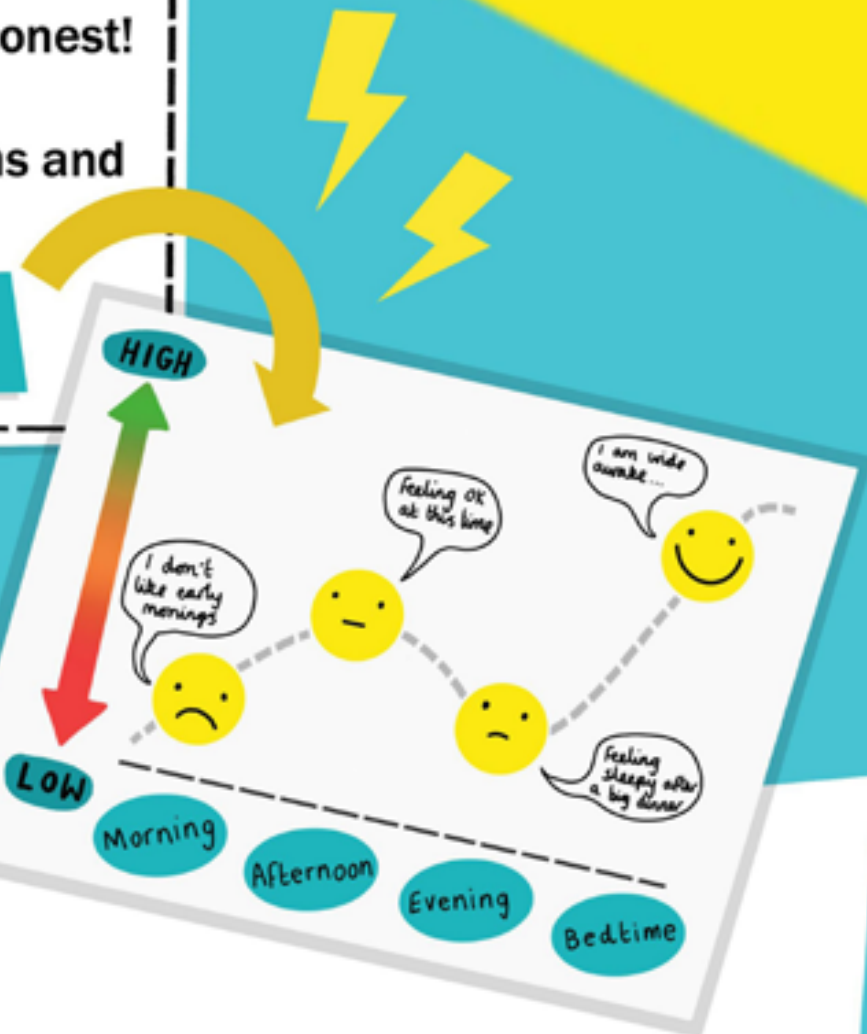 onest!
ns and
HIGH
I am wide
awake...
Feeling OK
at this time
I don't
like early
mornings
Feeling
sleepy after
a big dinner
LOW
Morning
Afternoon
Evening
Bedtime